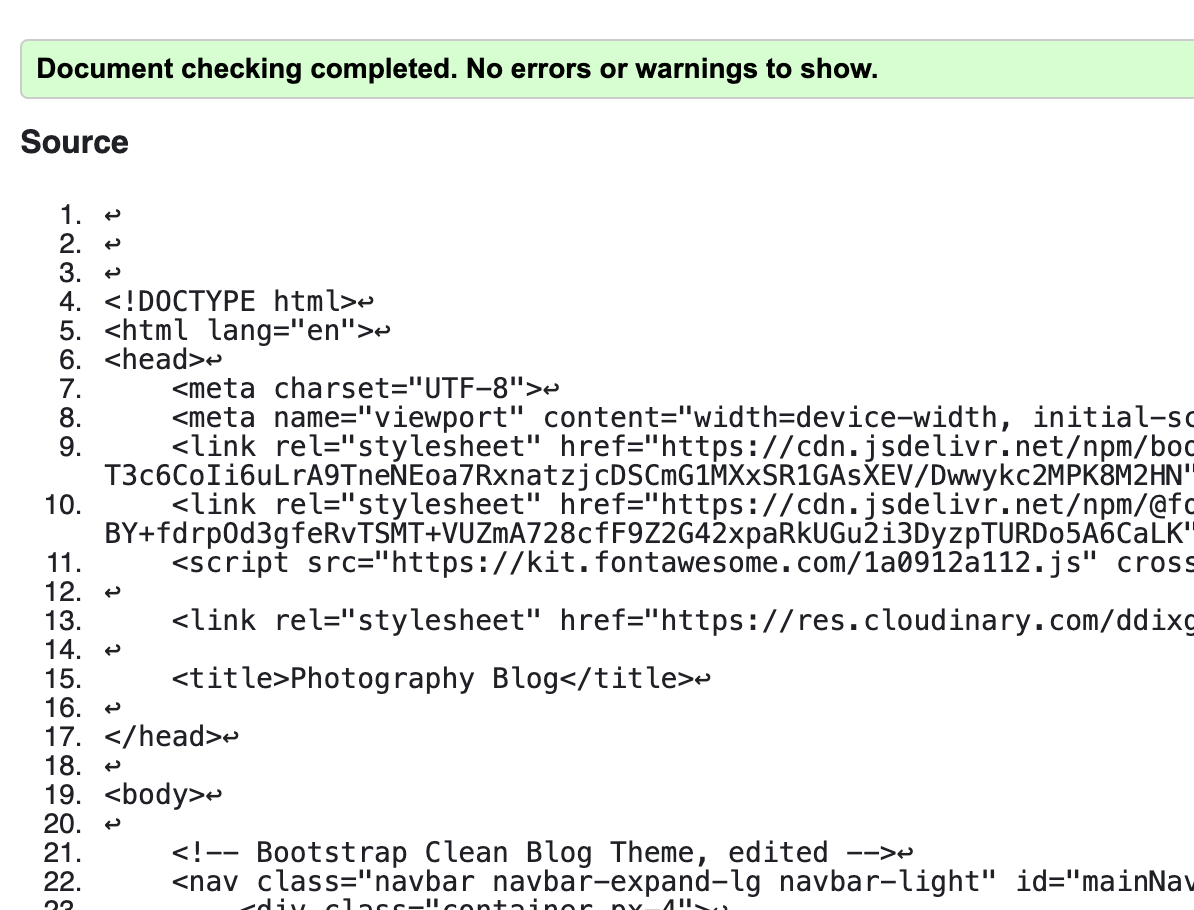 Document checking completed. No errors or warnings to show.
Source
1. ↩
2. ↩
3. ↩
4. <!DOCTYPE html>↩
5. <html lang="en">↩
6. <head>↩
7. <meta charset="UTF-8">↩
8. <meta name="viewport" content="width=device-width, initial-sc
9. <link rel="stylesheet" href="https://cdn.jsdelivr.net/npm/boo
T3c6CoIi6uLrA9TneNEoa7RxnatzjcDSCmG1MXxSR1GAsXEV/Dwwykc2MPK8M2HN"
10. <link rel="stylesheet" href="https://cdn.jsdelivr.net/npm/@fo
BY+fdrpOd3gfeRvTSMT+VUZmA728cfF9Z2G42xpaRkUGu2i3DyzpTURDo5A6CaLK"
11. <script src="https://kit.fontawesome.com/1a0912a112.js" cross
12. ↩
13. <link rel="stylesheet" href="https://res.cloudinary.com/ddixg
14. ↩
15. <title>Photography Blog</title>↩
16. ↩
17. </head>↩
18. ↩
19. <body>↩
20. ↩
21. <!-- Bootstrap Clean Blog Theme, edited -->↩
22. <nav class="navbar navbar-expand-lg navbar-light" id="mainNav
23. <div class="container px-4">↩